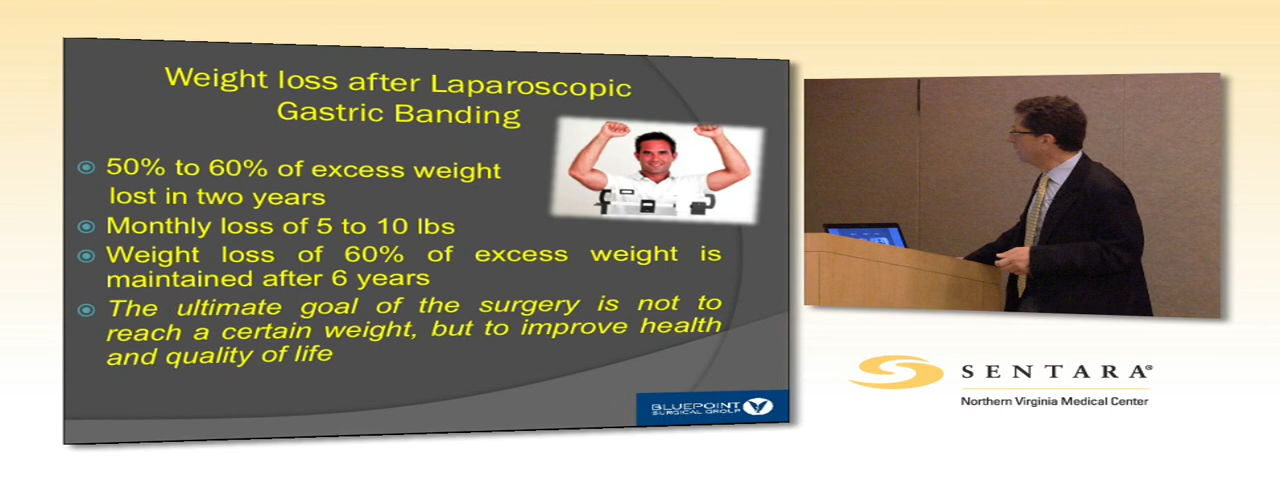 Weight loss after Laparoscopic
Gastric Banding
50% to 60% of excess weight
lost in two years
Monthly loss of 5 to 10 lbs
Weight loss of 60% of excess weight is
maintained after 6 years
The ultimate goal of the surgery is not to
reach a certain weight, but to improve health
and quality of life
BLUEPOINT
SURGICAL GROUP
SENTARA®
Northern Virginia Medical Center